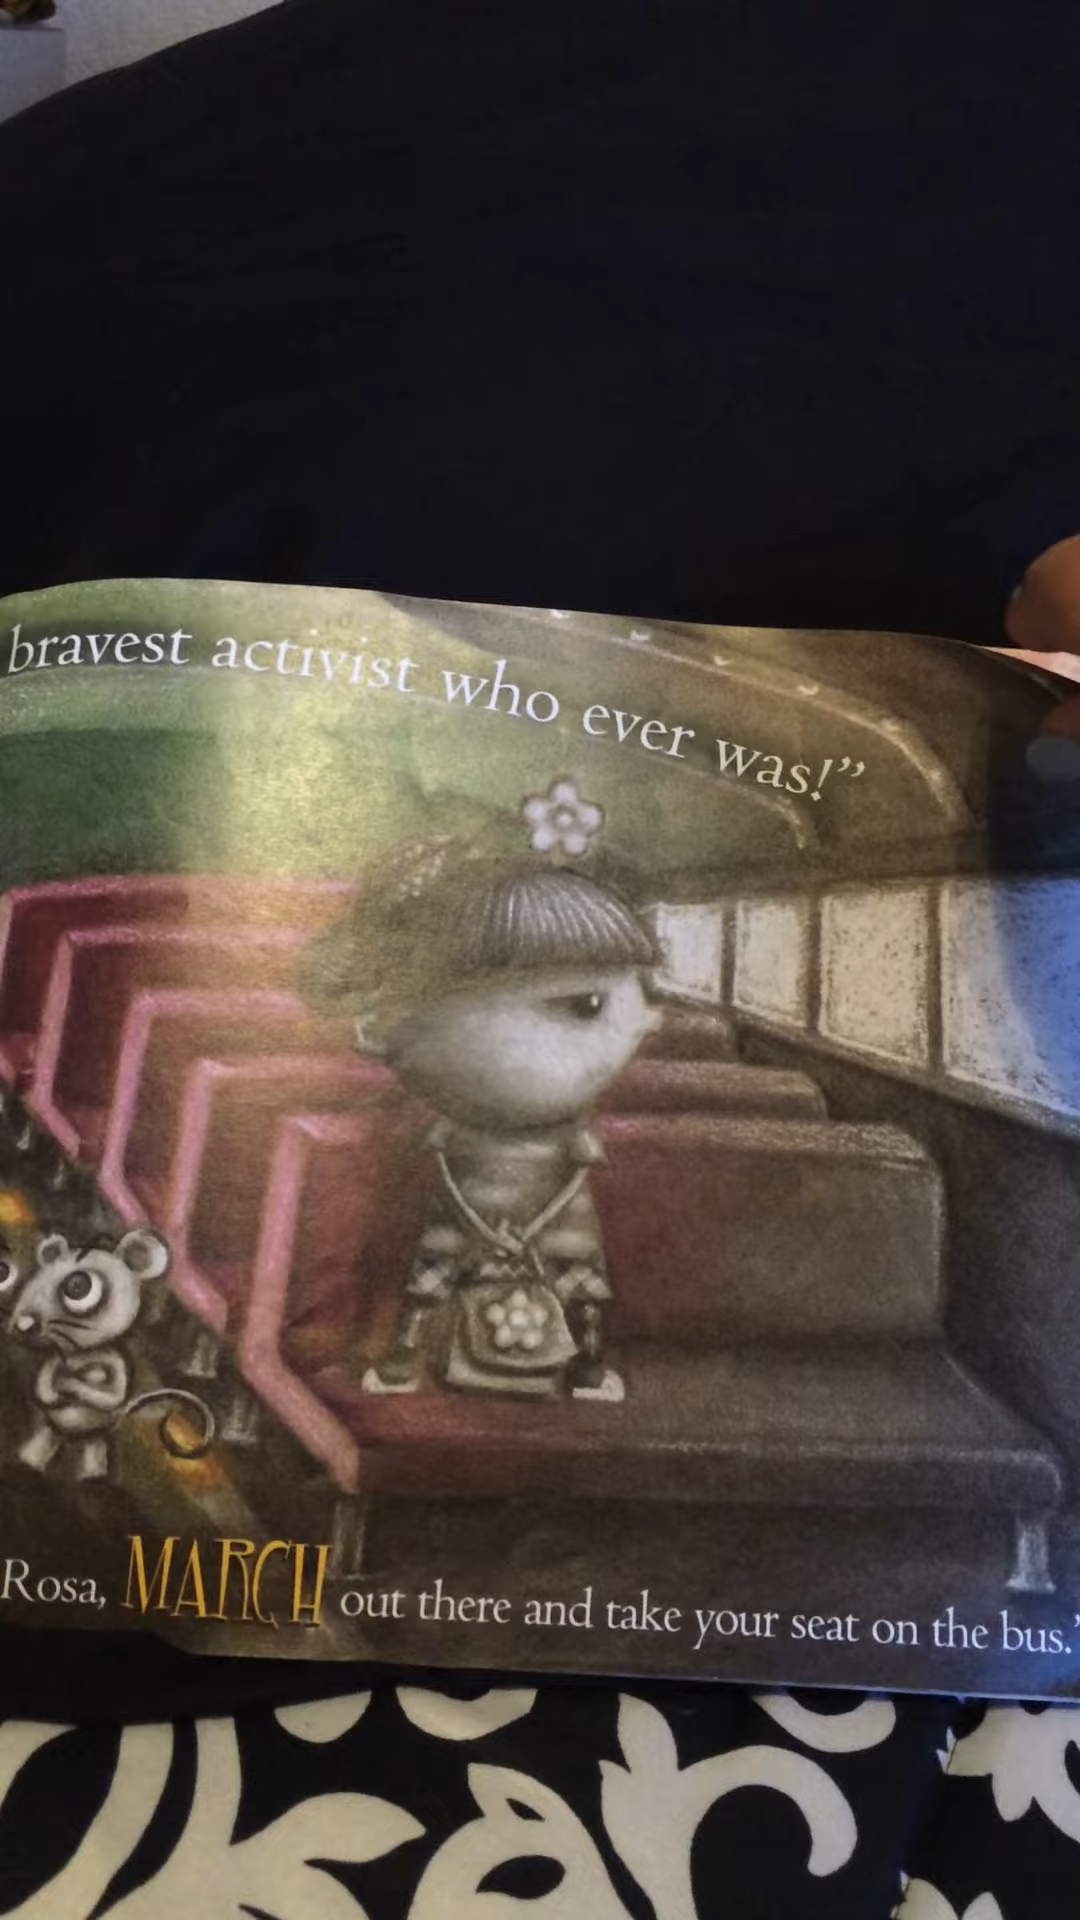 bravest activist who ever was!”
Rosa, MARCH out there and take your seat on the bus.”